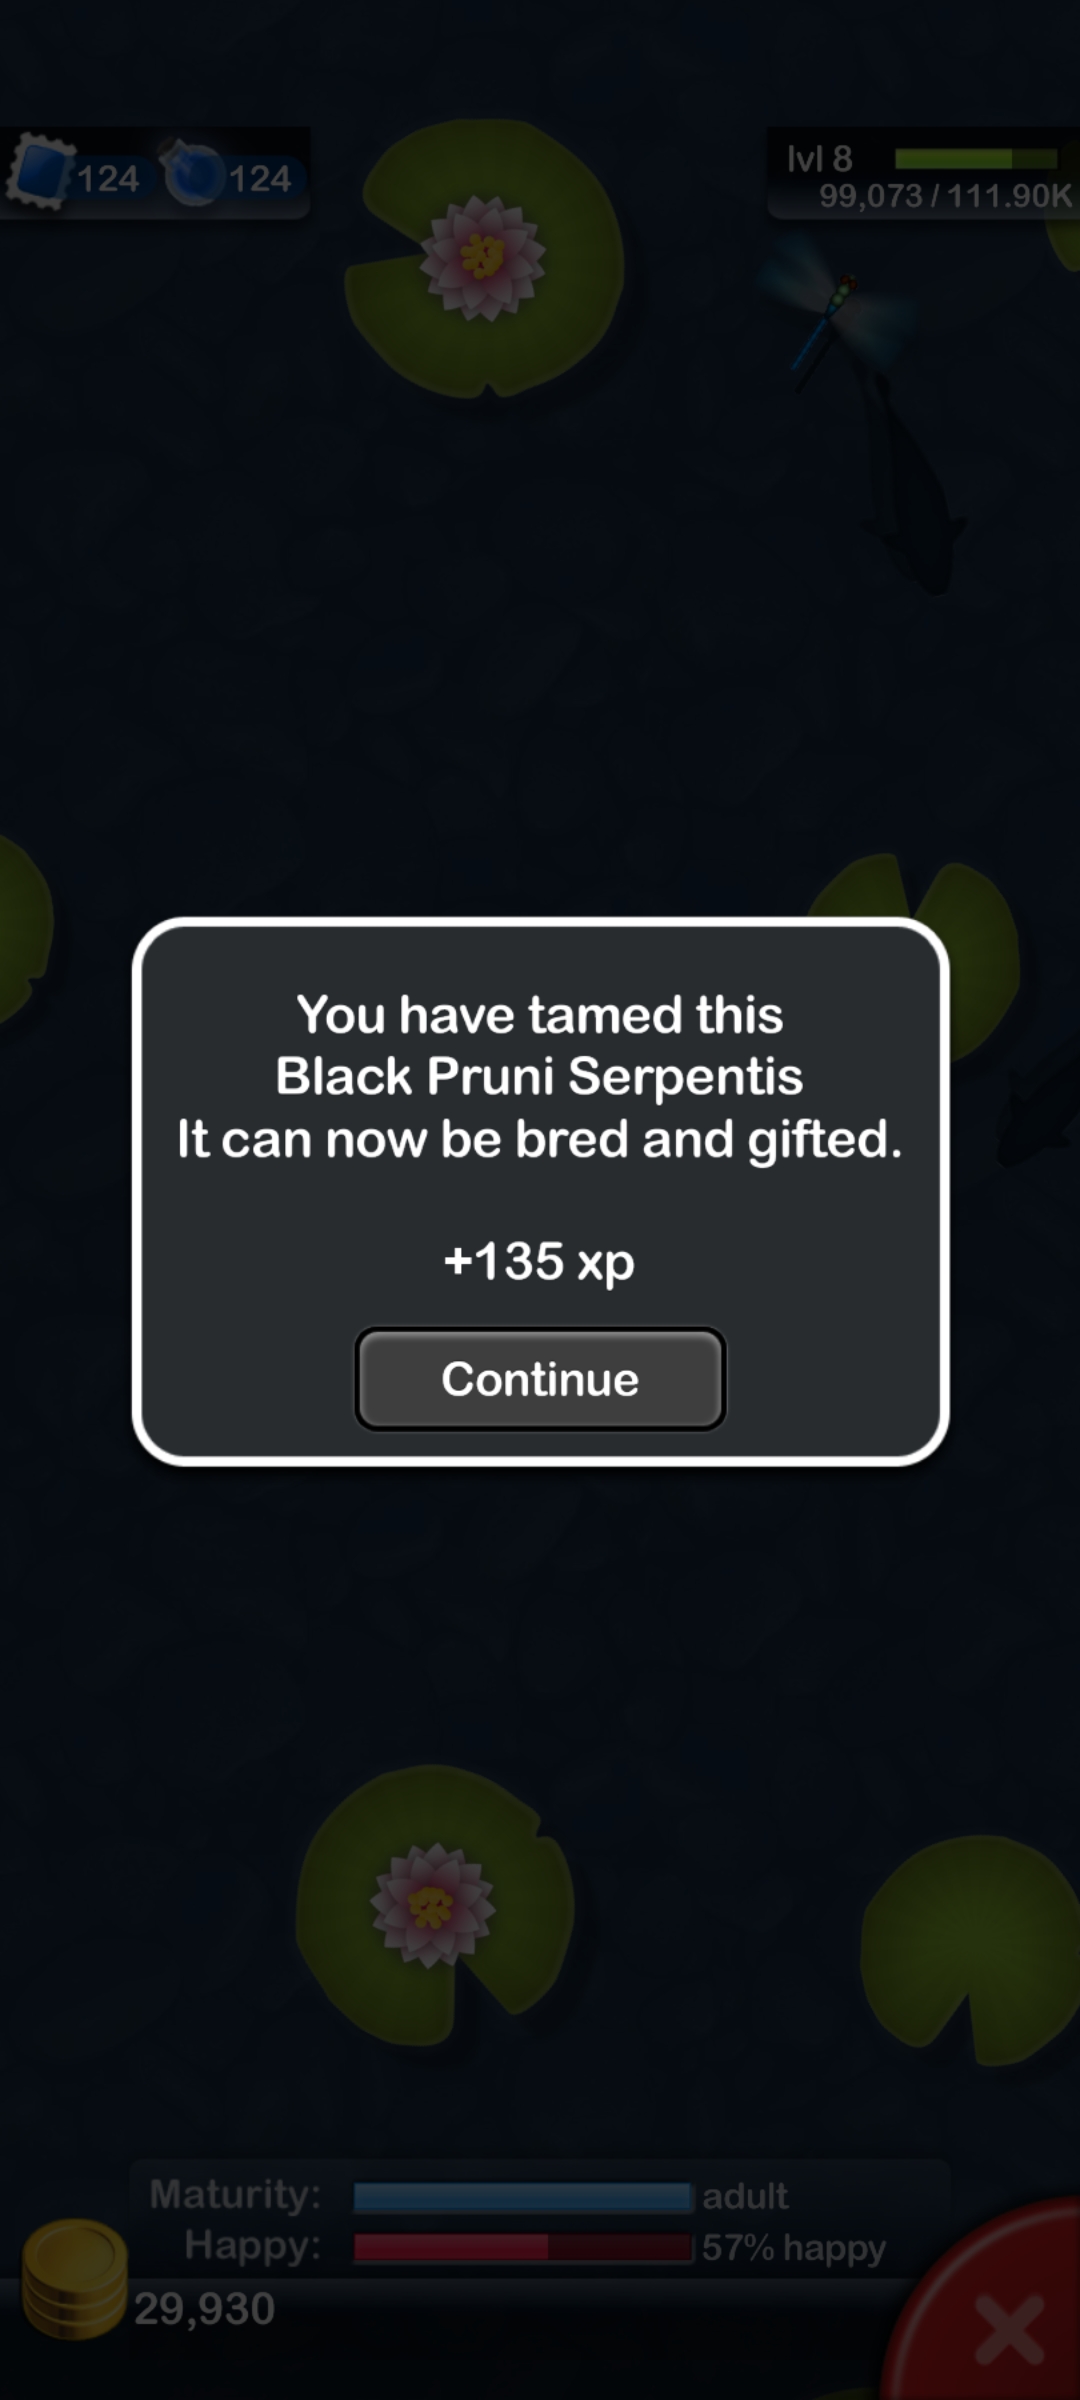 124 124
lvl 8
99,073 / 111.90K
You have tamed this
Black Pruni Serpentis
It can now be bred and gifted.
+135 xp
Continue
Maturity: adult
Happy: 57% happy
29,930